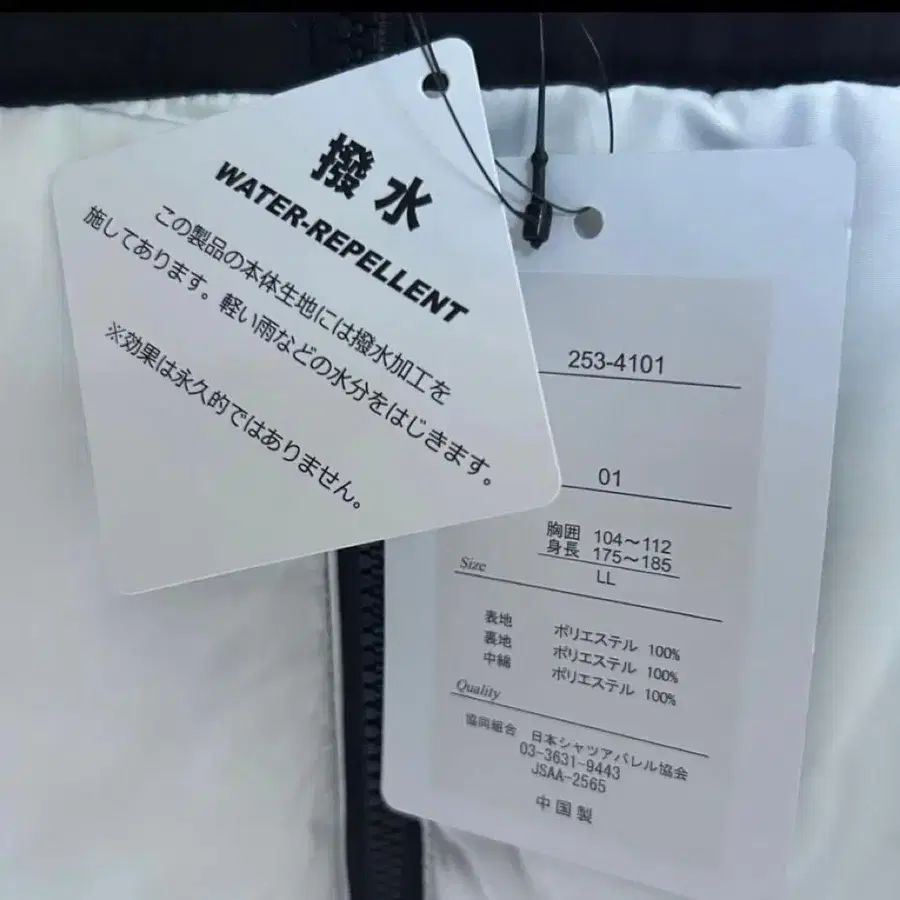 撥水
WATER-REPELLENT
この製品の本体生地には撥水加工を
施してあります。軽い雨などの水分をはじきます。
※効果は永久的ではありません。
253-4101
01
胸囲 104～112
身長 175～185
Size LL
表地 ポリエステル 100%
裏地 ポリエステル 100%
中綿 ポリエステル 100%
Quality
協同組合 日本シャツアパレル協会
03-3631-9443
JSAA-2565
中国製